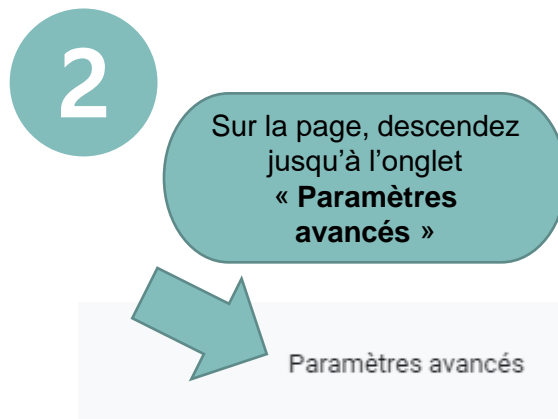 2
Sur la page, descendez
jusqu’à l’onglet
« Paramètres
avancés »
Paramètres avancés